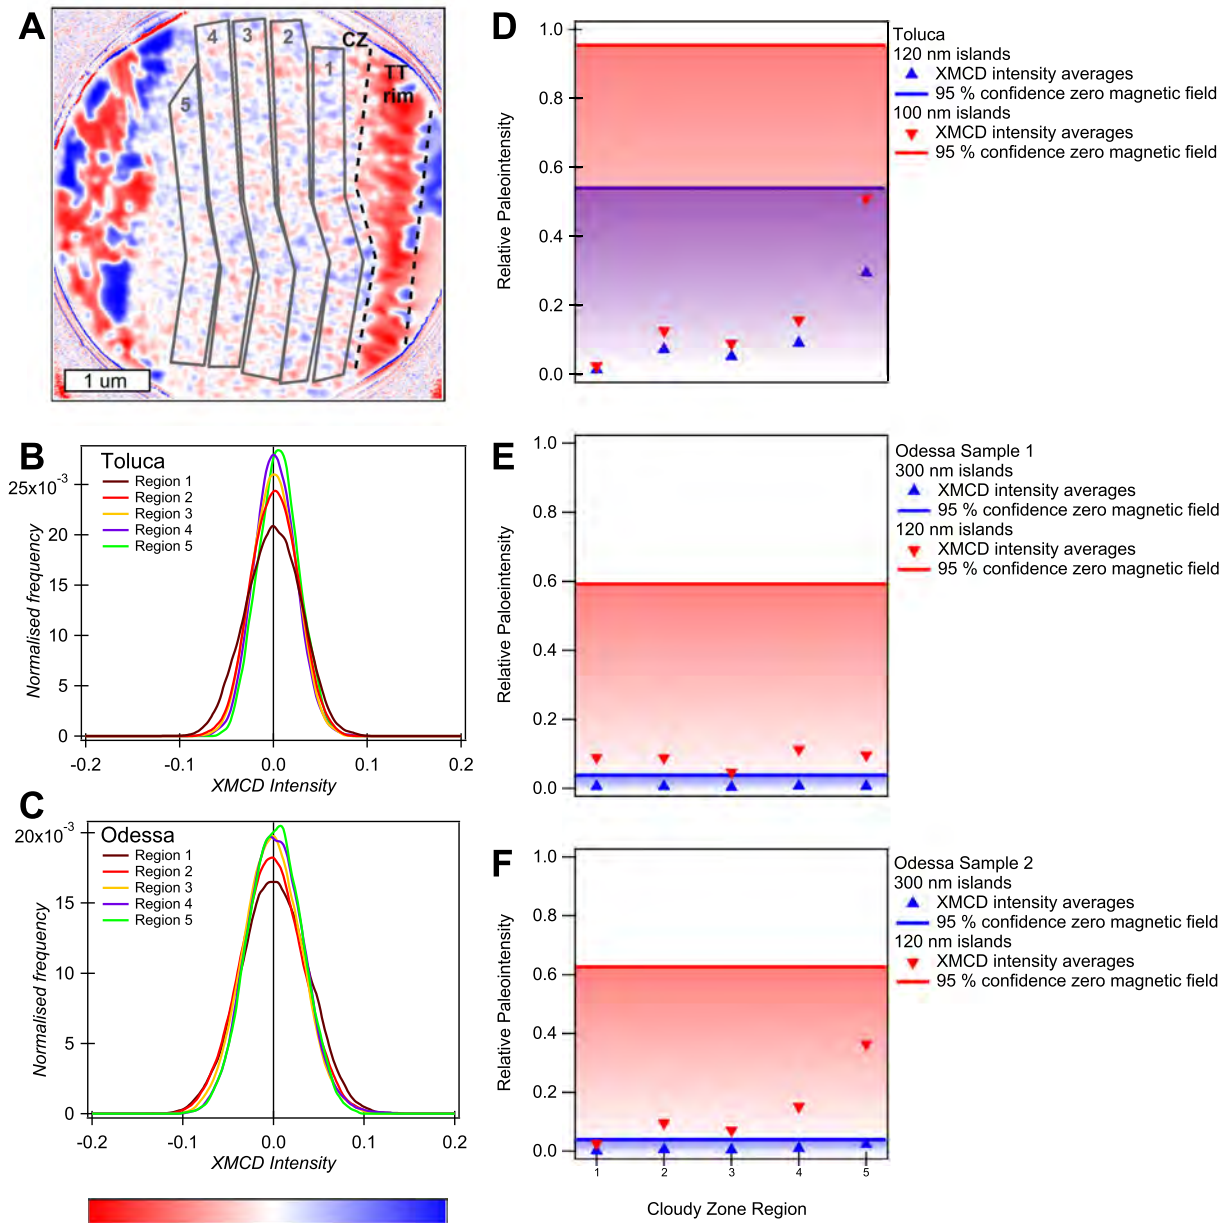 A
4
3
2
CZ
1
TT
rim
5
1 um
B
Toluca
Region 1
Region 2
Region 3
Region 4
Region 5
25x10-3
20
15
10
5
0
Normalised frequency
-0.2
-0.1
0.0
0.1
0.2
XMCD Intensity
C
Odessa
Region 1
Region 2
Region 3
Region 4
Region 5
20x10-3
15
10
5
0
Normalised frequency
-0.2
-0.1
0.0
0.1
0.2
XMCD Intensity
D
1.0
0.8
0.6
0.4
0.2
0.0
Relative Paleointensity
Toluca
120 nm islands
XMCD intensity averages
95 % confidence zero magnetic field
100 nm islands
XMCD intensity averages
95 % confidence zero magnetic field
E
1.0
0.8
0.6
0.4
0.2
0.0
Relative Paloeintensity
Odessa Sample 1
300 nm islands
XMCD intensity averages
95 % confidence zero magnetic field
120 nm islands
XMCD intensity averages
95 % confidence zero magnetic field
F
1.0
0.8
0.6
0.4
0.2
0.0
Relative Paleointensity
Odessa Sample 2
300 nm islands
XMCD intensity averages
95 % confidence zero magnetic field
120 nm islands
XMCD intensity averages
95 % confidence zero magnetic field
1
2
3
4
5
Cloudy Zone Region